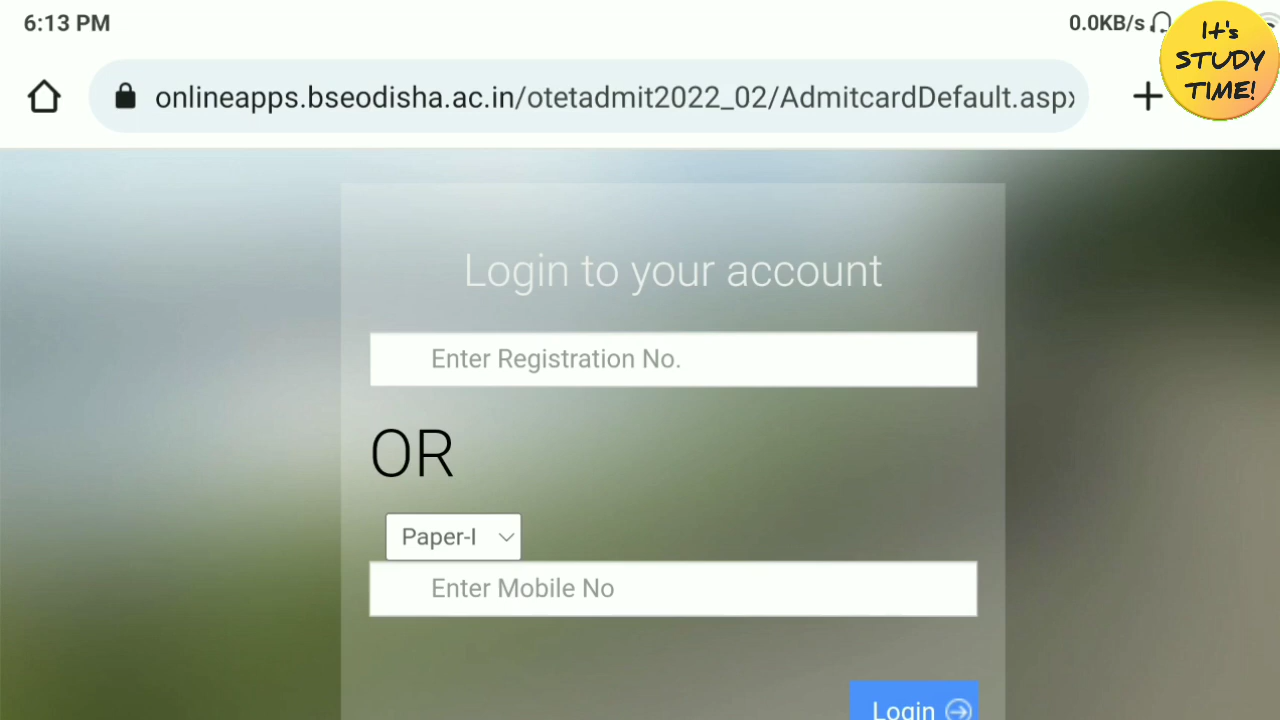 6:13 PM
0.0KB/s
It's
STUDY
TIME!
onlineapps.bseodisha.ac.in/otetadmit2022_02/AdmitcardDefault.aspx
Login to your account
Enter Registration No.
OR
Paper-I
Enter Mobile No
Login